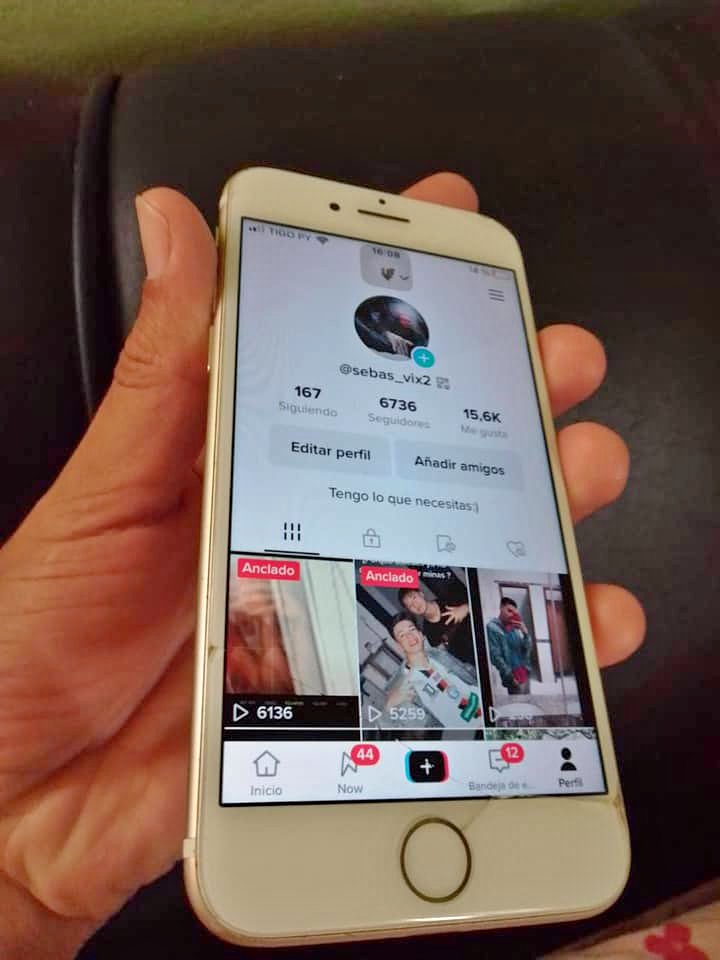 TIGO PY
16:08
14 %
@sebas_vix2
167
Siguiendo
6736
Seguidores
15,6K
Me gusta
Editar perfil
Añadir amigos
Tengo lo que necesitas:)
Anclado
Anclado
r minas ?
6136
5259
44
12
Inicio
Now
Bandeja de e...
Perfil